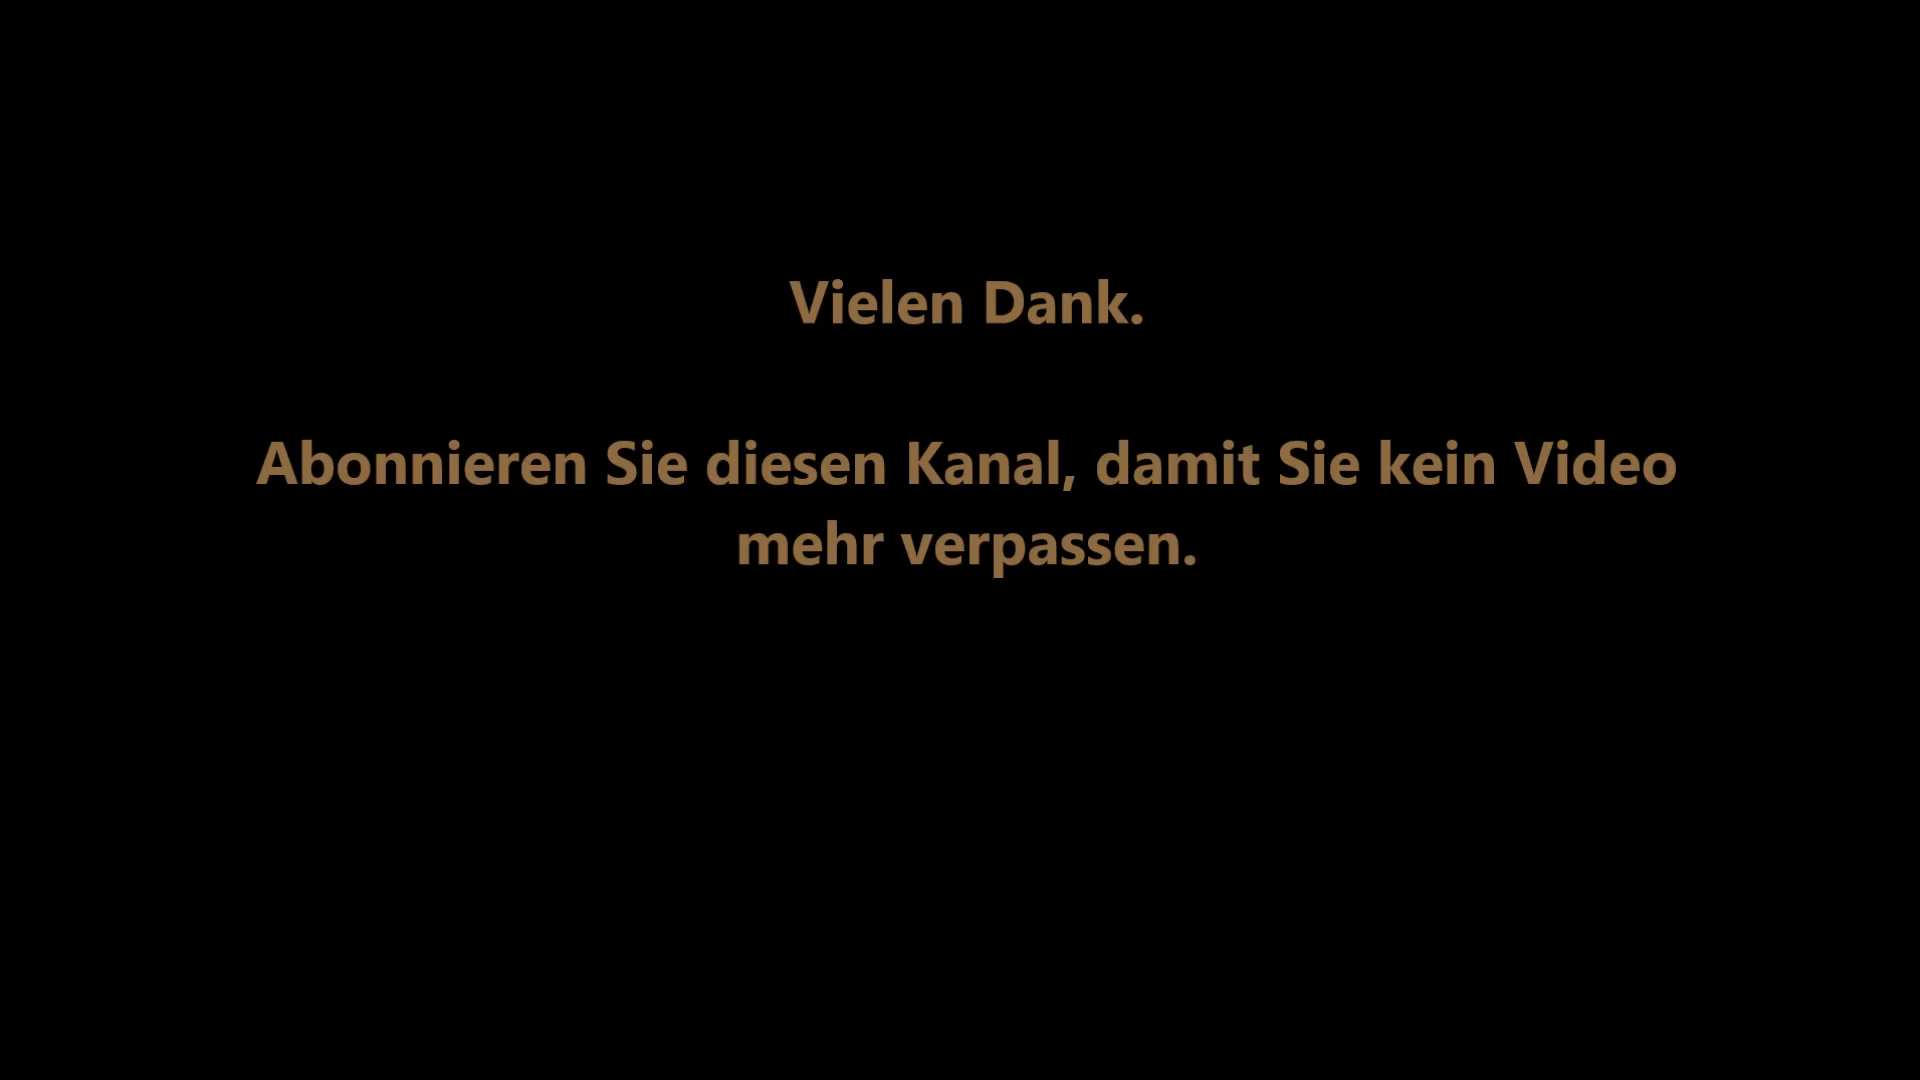 Vielen Dank.
Abonnieren Sie diesen Kanal, damit Sie kein Video
mehr verpassen.